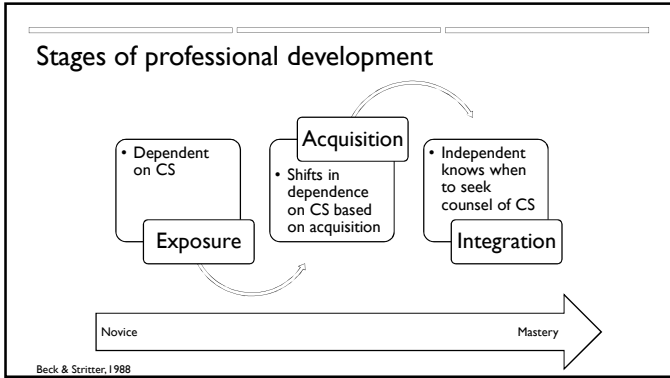 Stages of professional development
• Dependent
on CS
Exposure
Acquisition
• Shifts in
dependence
on CS based
on acquisition
• Independent
knows when
to seek
counsel of CS
Integration
Novice
Mastery
Beck & Stritter, 1988